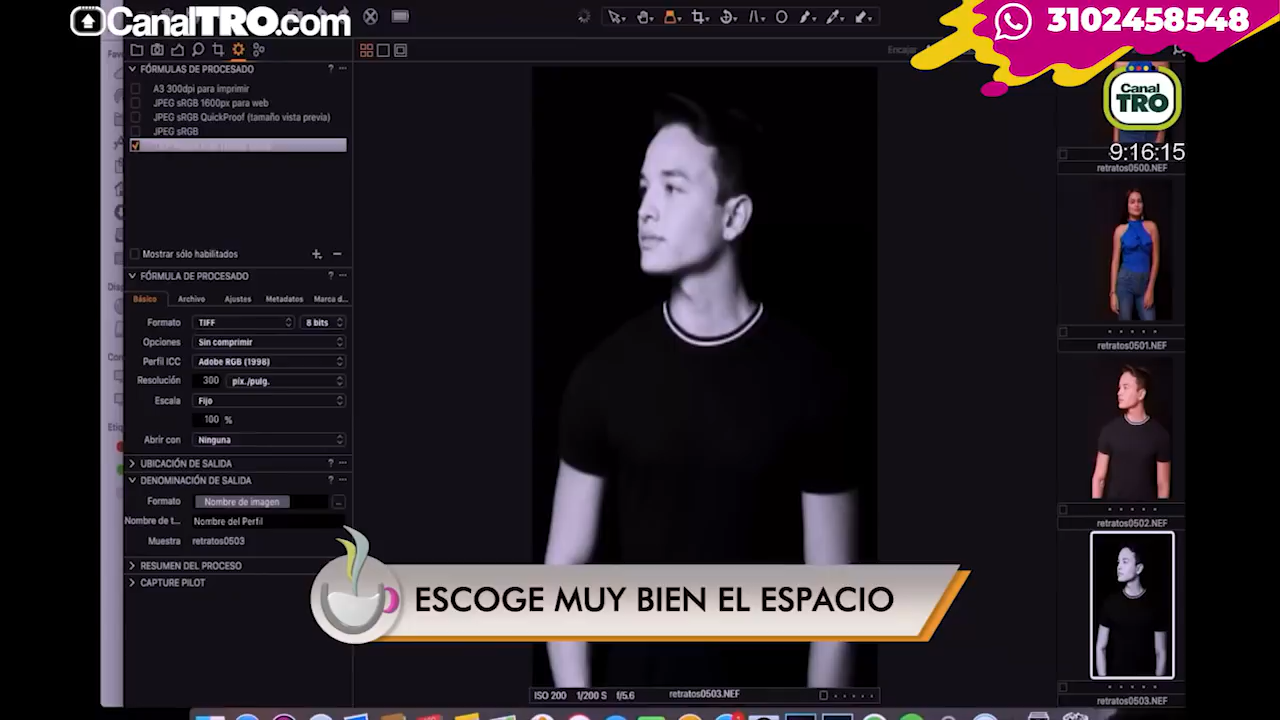 CanalTRO.com
3102458548
Canal
TRO
9:16:15
Encajar
FÓRMULAS DE PROCESADO
?
A3 300dpi para imprimir
JPEG sRGB 1600px para web
JPEG sRGB QuickProof (tamaño vista previa)
JPEG sRGB
Mostrar sólo habilitados
FÓRMULA DE PROCESADO
?
Básico Archivo Ajustes Metadatos Marca d...
Formato TIFF 8 bits
Opciones Sin comprimir
Perfil ICC Adobe RGB (1998)
Resolución 300 píx./pulg.
Escala Fijo
100 %
Abrir con Ninguna
UBICACIÓN DE SALIDA ?
DENOMINACIÓN DE SALIDA ?
Formato Nombre de imagen ...
Nombre de t... Nombre del Perfil
Muestra retratos0503
RESUMEN DEL PROCESO
CAPTURE PILOT
ESCOGE MUY BIEN EL ESPACIO
ISO 200 1/200 S f/5.6 retratos0503.NEF
retratos0500.NEF
retratos0501.NEF
retratos0502.NEF
retratos0503.NEF